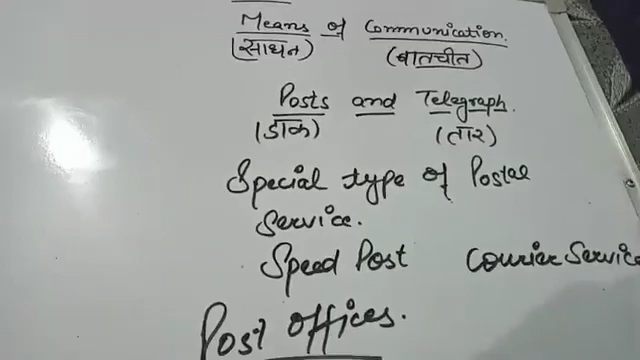 Means of Communication.
(साधन) (बातचीत)
Posts and Telegraph.
(डाक) (तार)
Special type of Postal
Service.
Speed Post Courier Service
Post Offices.